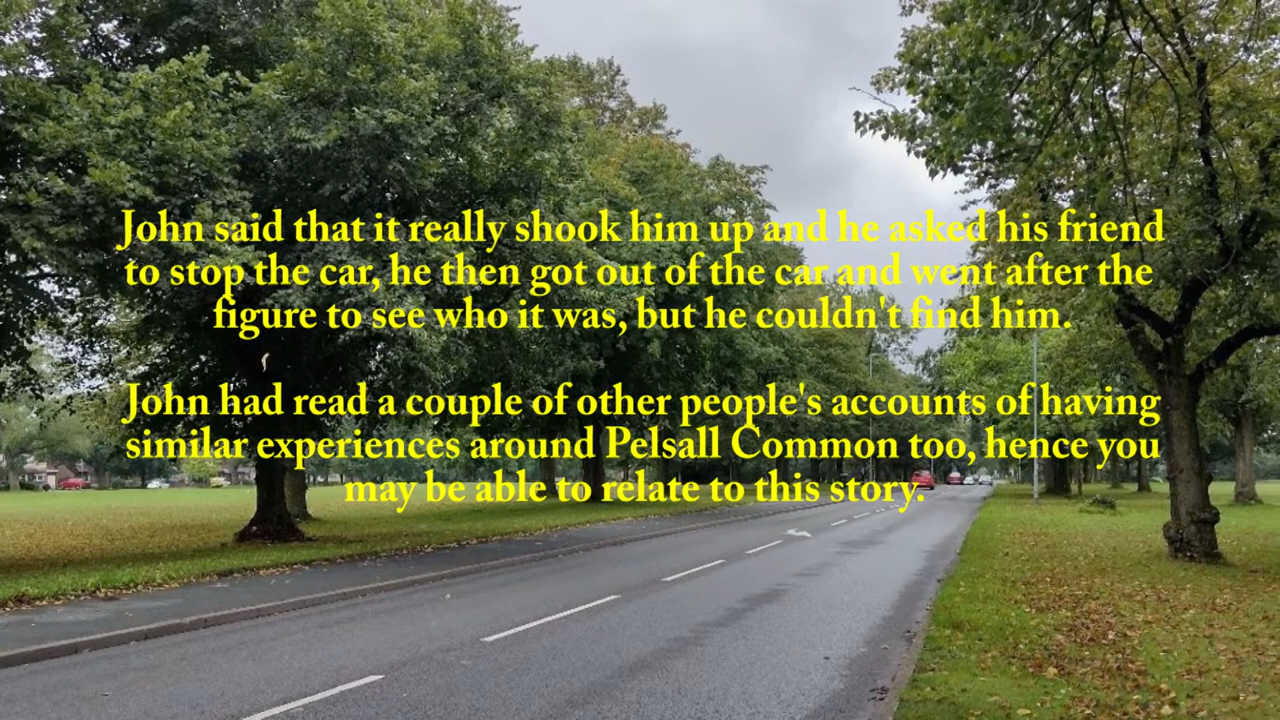 John said that it really shook him up and he asked his friend
to stop the car, he then got out of the car and went after the
figure to see who it was, but he couldn't find him.
John had read a couple of other people's accounts of having
similar experiences around Pelsall Common too, hence you
may be able to relate to this story.